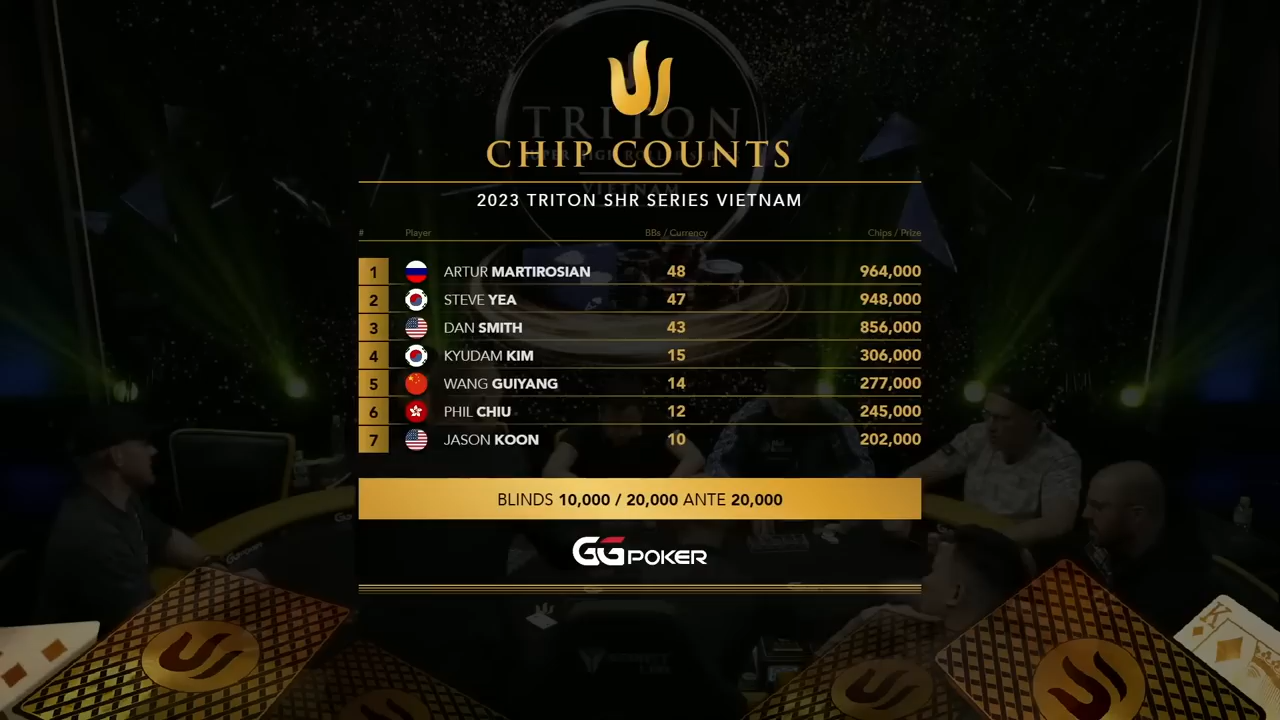 TRITON
CHIP COUNTS
VIETNAM
2023 TRITON SHR SERIES VIETNAM
# Player BBs / Currency Chips / Prize
1 ARTUR MARTIROSIAN 48 964,000
2 STEVE YEA 47 948,000
3 DAN SMITH 43 856,000
4 KYUDAM KIM 15 306,000
5 WANG GUIYANG 14 277,000
6 PHIL CHIU 12 245,000
7 JASON KOON 10 202,000
BLINDS 10,000 / 20,000 ANTE 20,000
GGPOKER
K